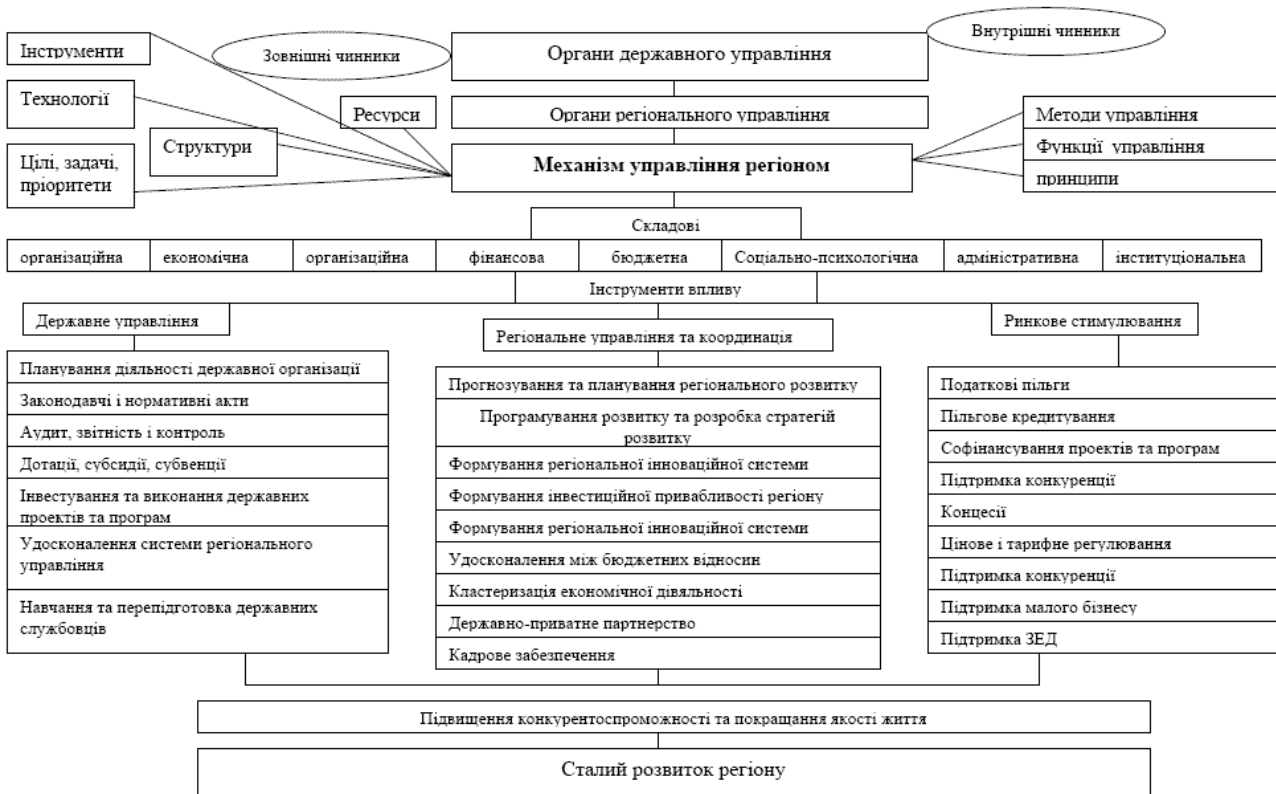 Інструменти
Зовнішні чинники
Органи державного управління
Внутрішні чинники
Технології
Ресурси
Органи регіонального управління
Методи управління
Структури
Функції управління
Цілі, задачі,
пріоритети
Механізм управління регіоном
принципи
Складові
організаційна
економічна
організаційна
фінансова
бюджетна
Соціально-психологічна
адміністративна
інституціональна
Інструменти впливу
Державне управління
Регіональне управління та координація
Ринкове стимулювання
Планування діяльності державної організації
Законодавчі і нормативні акти
Аудит, звітність і контроль
Дотації, субсидії, субвенції
Інвестування та виконання державних
проектів та програм
Удосконалення системи регіонального
управління
Навчання та перепідготовка державних
службовців
Прогнозування та планування регіонального розвитку
Програмування розвитку та розробка стратегій
розвитку
Формування регіональної інноваційної системи
Формування інвестиційної привабливості регіону
Формування регіональної інноваційної системи
Удосконалення між бюджетних відносин
Кластеризація економічної дівяльності
Державно-приватне партнерство
Кадрове забезпечення
Податкові пільги
Пільгове кредитування
Софінансування проектів та програм
Підтримка конкуренції
Концесії
Цінове і тарифне регулювання
Підтримка конкуренції
Підтримка малого бізнесу
Підтримка ЗЕД
Підвищення конкурентоспроможності та покращання якості життя
Сталий розвиток регіону